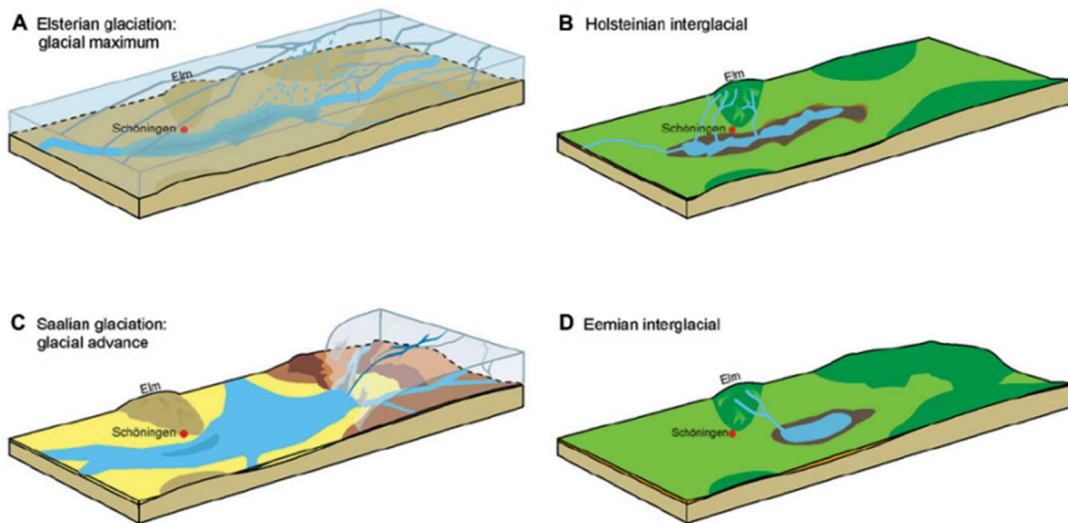 A Elsterian glaciation:
glacial maximum
Elm
Schöningen
B Holsteinian interglacial
Elm
Schöningen
C Saalian glaciation:
glacial advance
Elm
Schöningen
D Eemian interglacial
Elm
Schöningen